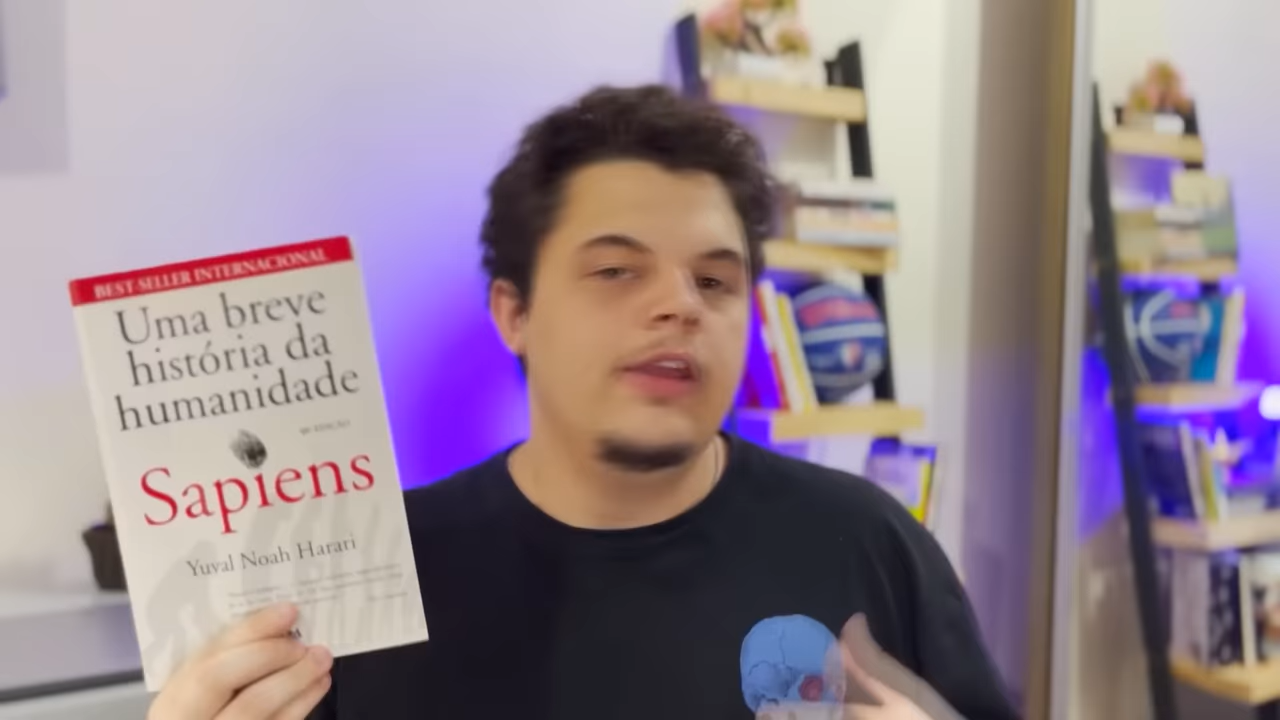 BEST-SELLER INTERNACIONAL
Uma breve
história da
humanidade
Sapiens
Yuval Noah Harari